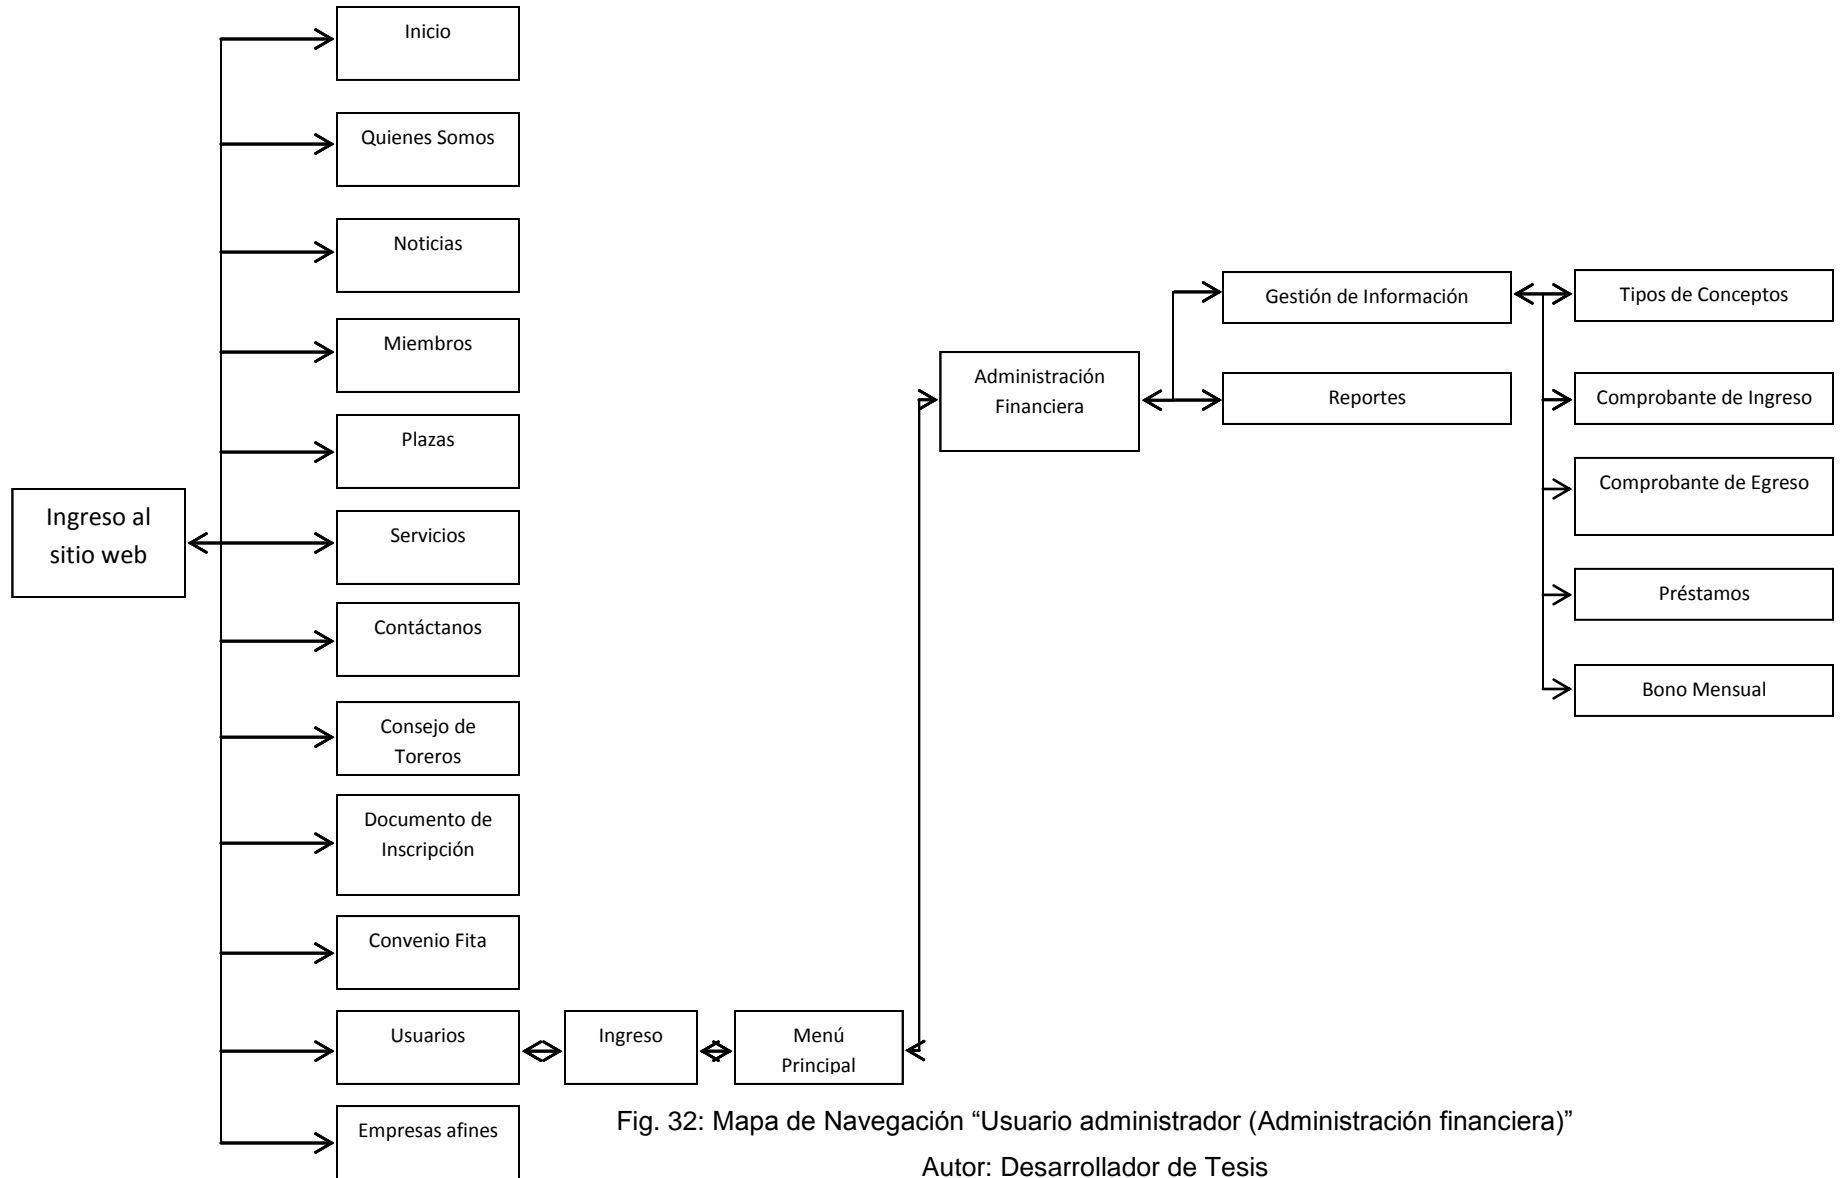 Inicio
Quienes Somos
Noticias
Miembros
Plazas
Ingreso al
sitio web
Servicios
Contáctanos
Consejo de
Toreros
Documento de
Inscripción
Convenio Fita
Usuarios
Ingreso
Menú
Principal
Empresas afines
Administración
Financiera
Gestión de Información
Reportes
Tipos de Conceptos
Comprobante de Ingreso
Comprobante de Egreso
Préstamos
Bono Mensual
Fig. 32: Mapa de Navegación “Usuario administrador (Administración financiera)”
Autor: Desarrollador de Tesis